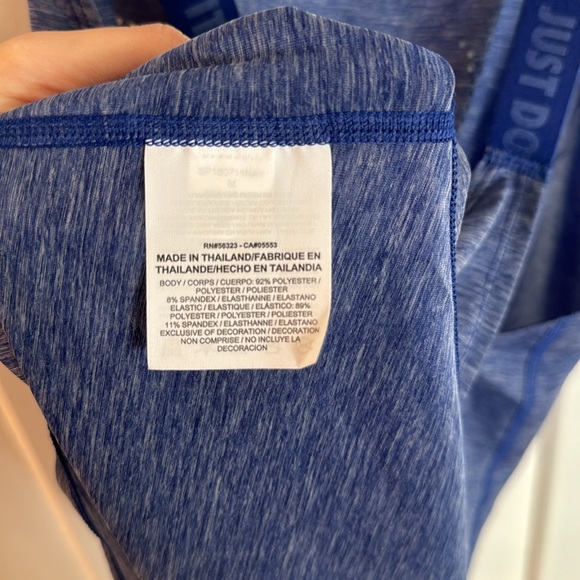 JUST DO
RN#56323 - CA#05553
MADE IN THAILAND/FABRIQUE EN
THAILANDE/HECHO EN TAILANDIA
BODY / CORPS / CUERPO: 92% POLYESTER /
POLYESTER / POLIESTER
8% SPANDEX / ELASTHANNE / ELASTANO
ELASTIC / ELASTIQUE / ELÁSTICO: 89%
POLYESTER / POLYESTER / POLIESTER
11% SPANDEX / ELASTHANNE / ELASTANO
EXCLUSIVE OF DECORATION / DECORATION
NON COMPRISE / NO INCLUYE LA
DECORACION